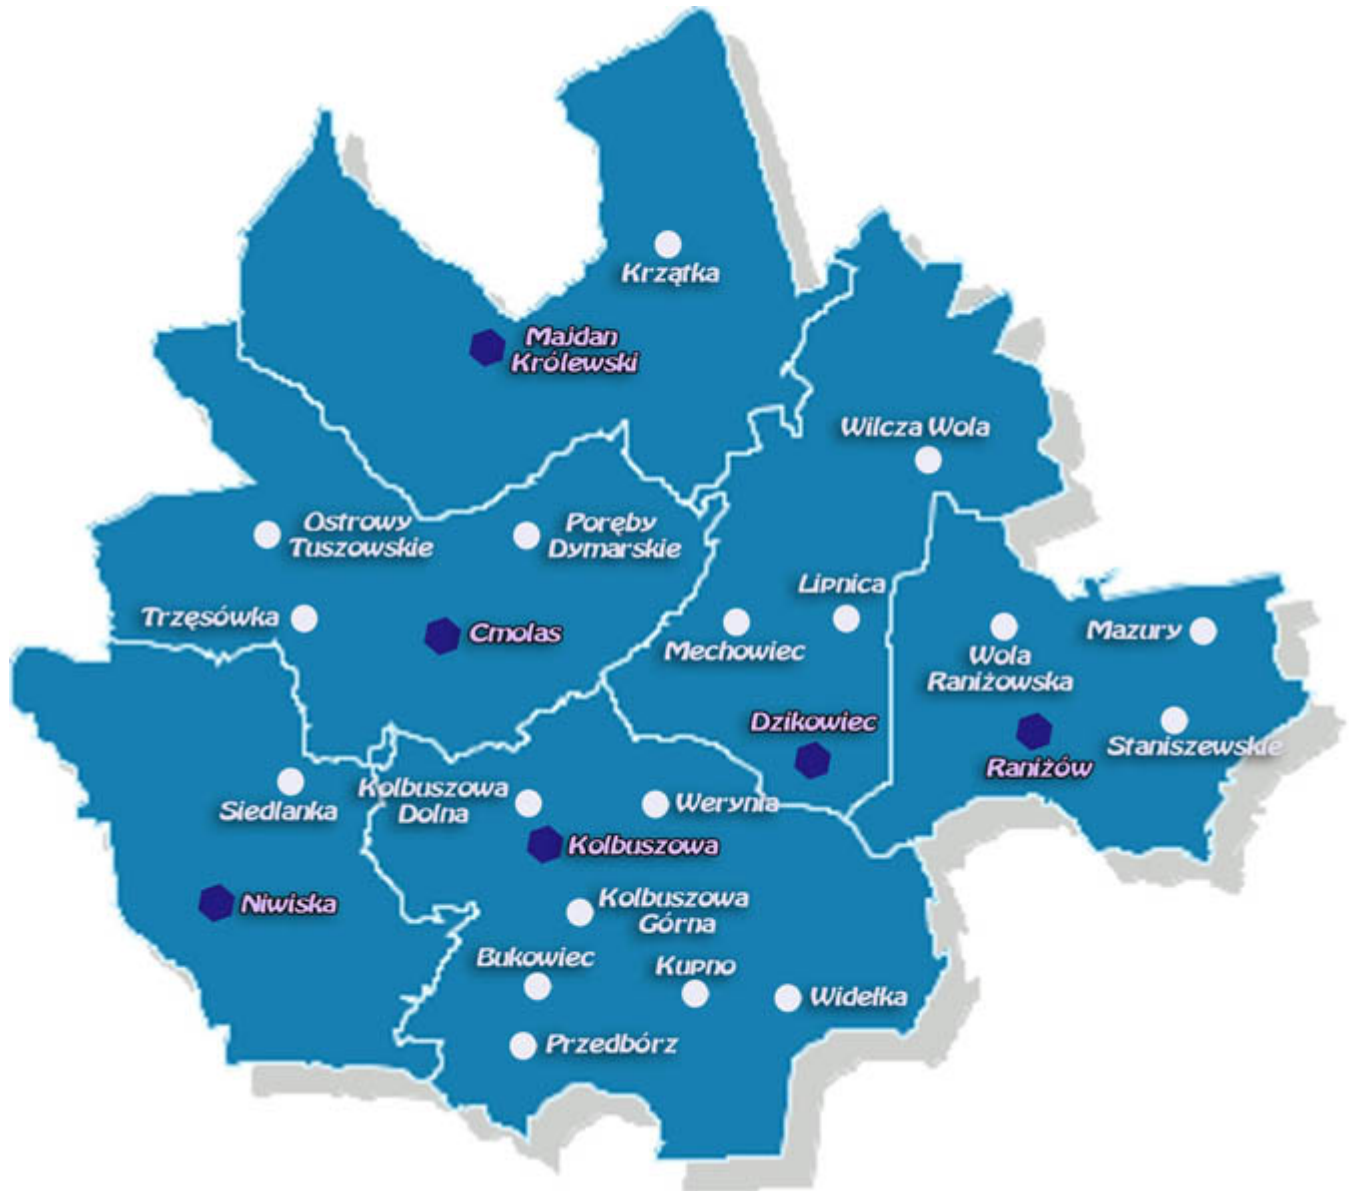 Krzątka
Majdan
Królewski
Wilcza Wola
Ostrowy
Tuszowskie
Poręby
Dymarskie
Lipnica
Trzęsówka
Cmolas
Mechowiec
Wola
Raniżowska
Mazury
Dzikowiec
Raniżów
Staniszewskie
Siedlanka
Kolbuszowa
Dolna
Werynia
Kolbuszowa
Niwiska
Kolbuszowa
Górna
Bukowiec
Kupno
Widełka
Przedbórz